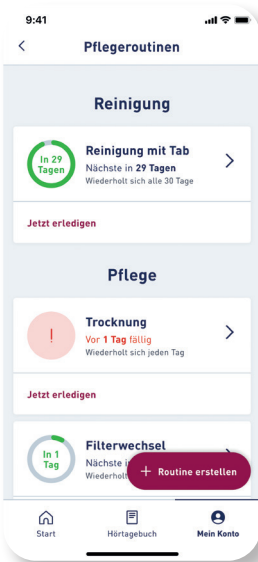 9:41
Pflegeroutinen
Reinigung
In 29
Tagen
Reinigung mit Tab
Nächste in 29 Tagen
Wiederholt sich alle 30 Tage
Jetzt erledigen
Pflege
!
Trocknung
Vor 1 Tag fällig
Wiederholt sich jeden Tag
Jetzt erledigen
In 1
Tag
Filterwechsel
Nächste
+ Routine erstellen
Start
Hörtagebuch
Mein Konto